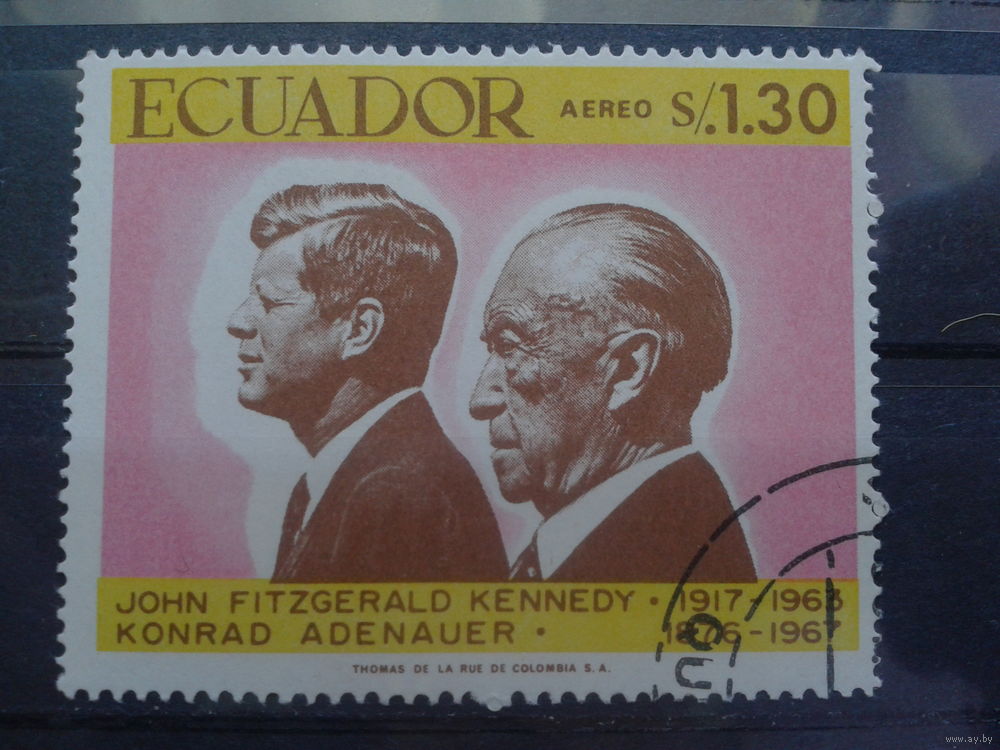 ECUADOR AEREO S/.1.30
JOHN FITZGERALD KENNEDY • 1917-1963
KONRAD ADENAUER • 1876-1967
THOMAS DE LA RUE DE COLOMBIA S. A.
www.ay.by